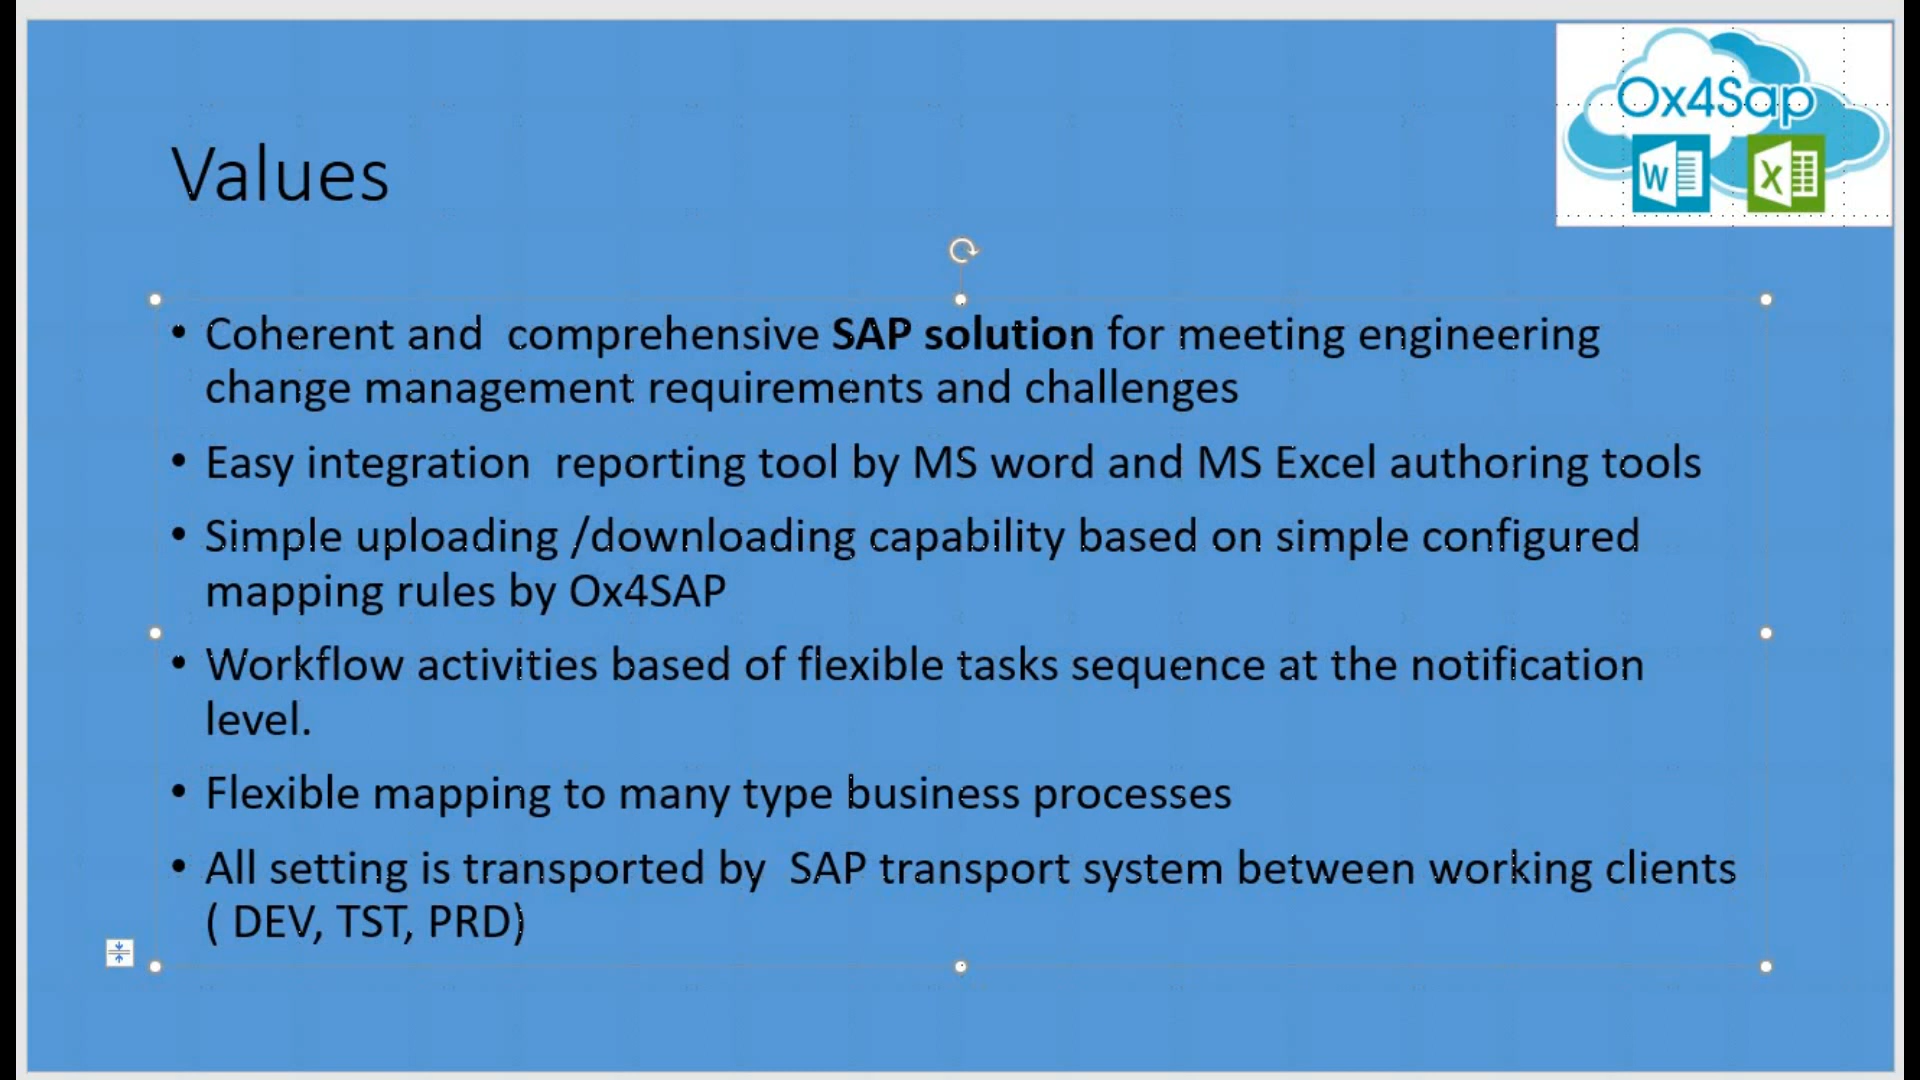 Ox4Sap
W
X
Values
• Coherent and comprehensive SAP solution for meeting engineering
change management requirements and challenges
• Easy integration reporting tool by MS word and MS Excel authoring tools
• Simple uploading /downloading capability based on simple configured
mapping rules by Ox4SAP
• Workflow activities based of flexible tasks sequence at the notification
level.
• Flexible mapping to many type business processes
• All setting is transported by SAP transport system between working clients
( DEV, TST, PRD)